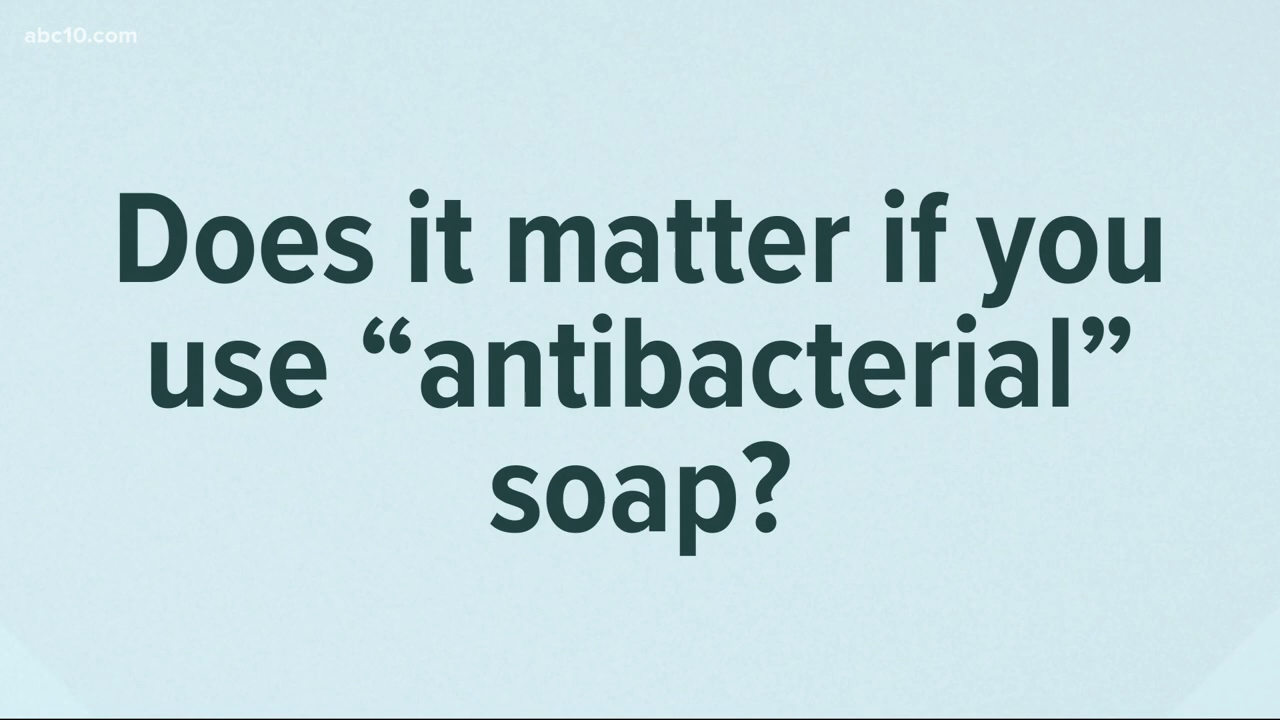 abc10.com
Does it matter if you
use “antibacterial”
soap?